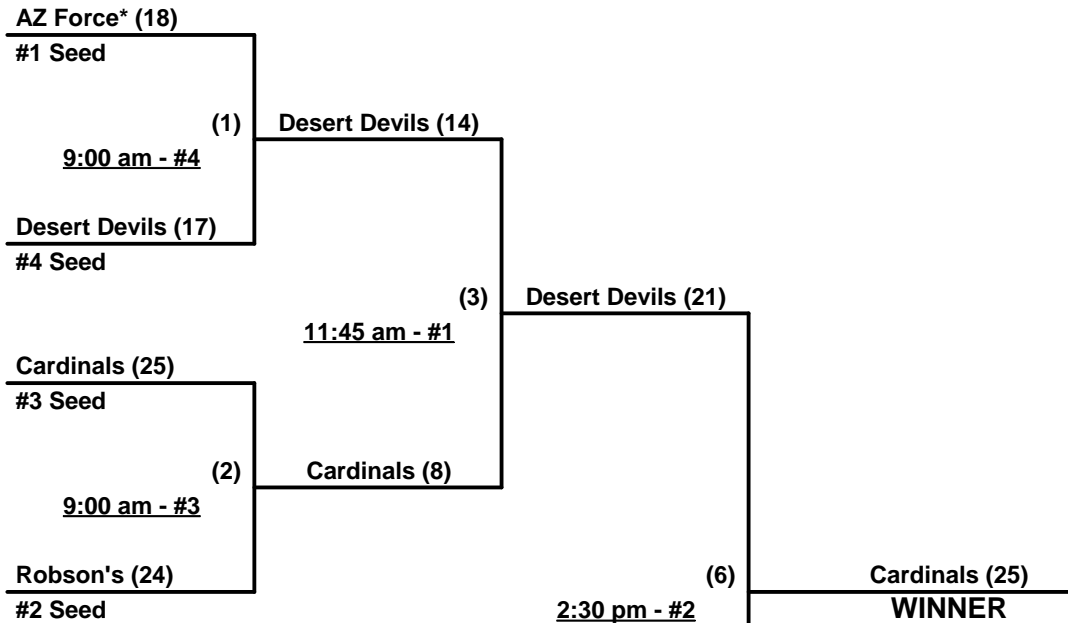 AZ Force* (18)
#1 Seed
(1)
Desert Devils (14)
9:00 am - #4
Desert Devils (17)
#4 Seed
(3)
Desert Devils (21)
11:45 am - #1
Cardinals (25)
#3 Seed
(2)
Cardinals (8)
9:00 am - #3
Robson's (24)
#2 Seed
(6)
Cardinals (25)
2:30 pm - #2
WINNER